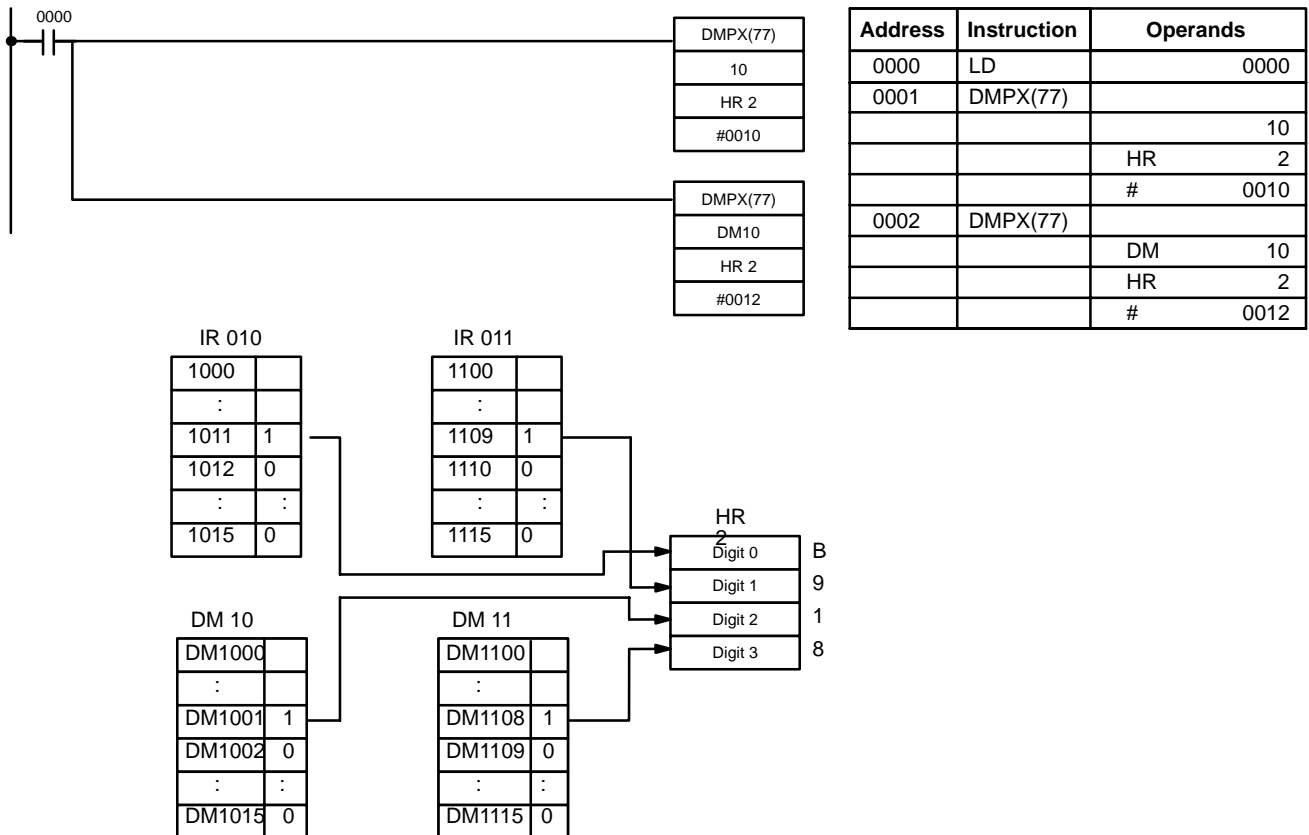 0000
DMPX(77)
10
HR 2
#0010
DMPX(77)
DM10
HR 2
#0012
Address Instruction Operands
0000 LD 0000
0001 DMPX(77)
10
HR 2
# 0010
0002 DMPX(77)
DM 10
HR 2
# 0012
IR 010
1000
:
1011 1
1012 0
: :
1015 0
IR 011
1100
:
1109 1
1110 0
: :
1115 0
HR
2
Digit 0 B
Digit 1 9
Digit 2 1
Digit 3 8
DM 10
DM1000
:
DM1001 1
DM1002 0
: :
DM1015 0
DM 11
DM1100
:
DM1108 1
DM1109 0
: :
DM1115 0